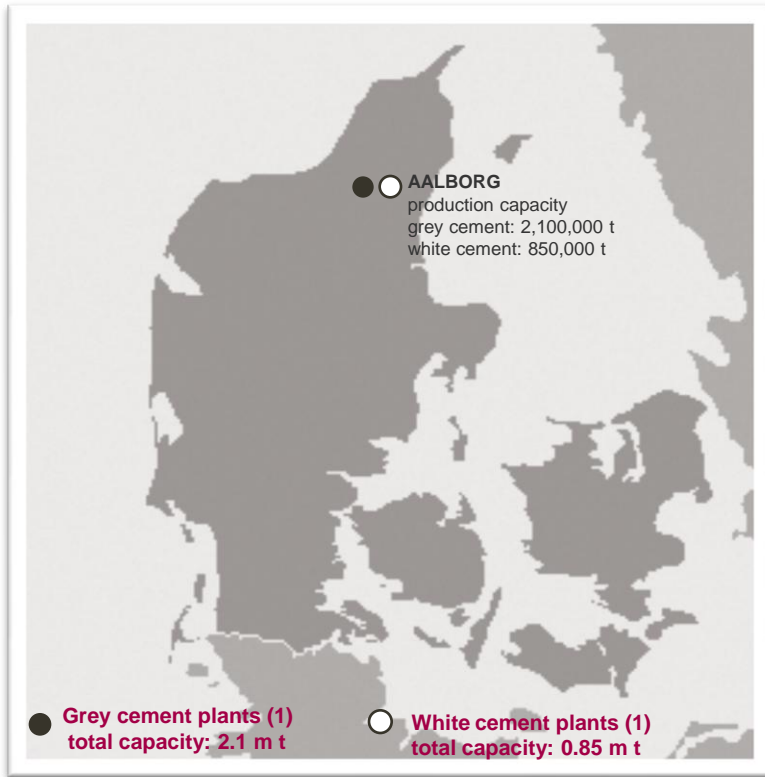 AALBORG
production capacity
grey cement: 2,100,000 t
white cement: 850,000 t
Grey cement plants (1)
total capacity: 2.1 m t
White cement plants (1)
total capacity: 0.85 m t